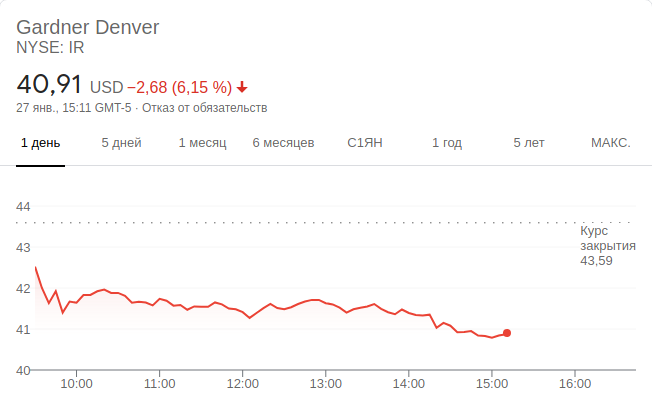 Gardner Denver
NYSE: IR
40,91 USD −2,68 (6,15 %)
27 янв., 15:11 GMT-5 · Отказ от обязательств
1 день 5 дней 1 месяц 6 месяцев С1ЯН 1 год 5 лет МАКС.
44
Курс
закрытия
43,59
43
42
41
40
10:00 11:00 12:00 13:00 14:00 15:00 16:00